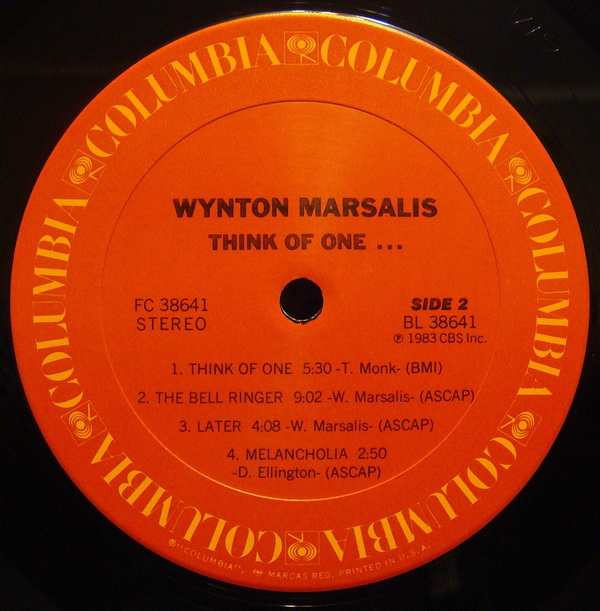 COLUMBIA COLUMBIA COLUMBIA COLUMBIA COLUMBIA COLUMBIA COLUMBIA COLUMBIA
WYNTON MARSALIS
THINK OF ONE ...
FC 38641
STEREO
SIDE 2
BL 38641
℗ 1983 CBS Inc.
1. THINK OF ONE 5:30 -T. Monk- (BMI)
2. THE BELL RINGER 9:02 -W. Marsalis- (ASCAP)
3. LATER 4:08 -W. Marsalis- (ASCAP)
4. MELANCHOLIA 2:50
-D. Ellington- (ASCAP)
®"COLUMBIA", MARCAS REG. PRINTED IN U.S.A.